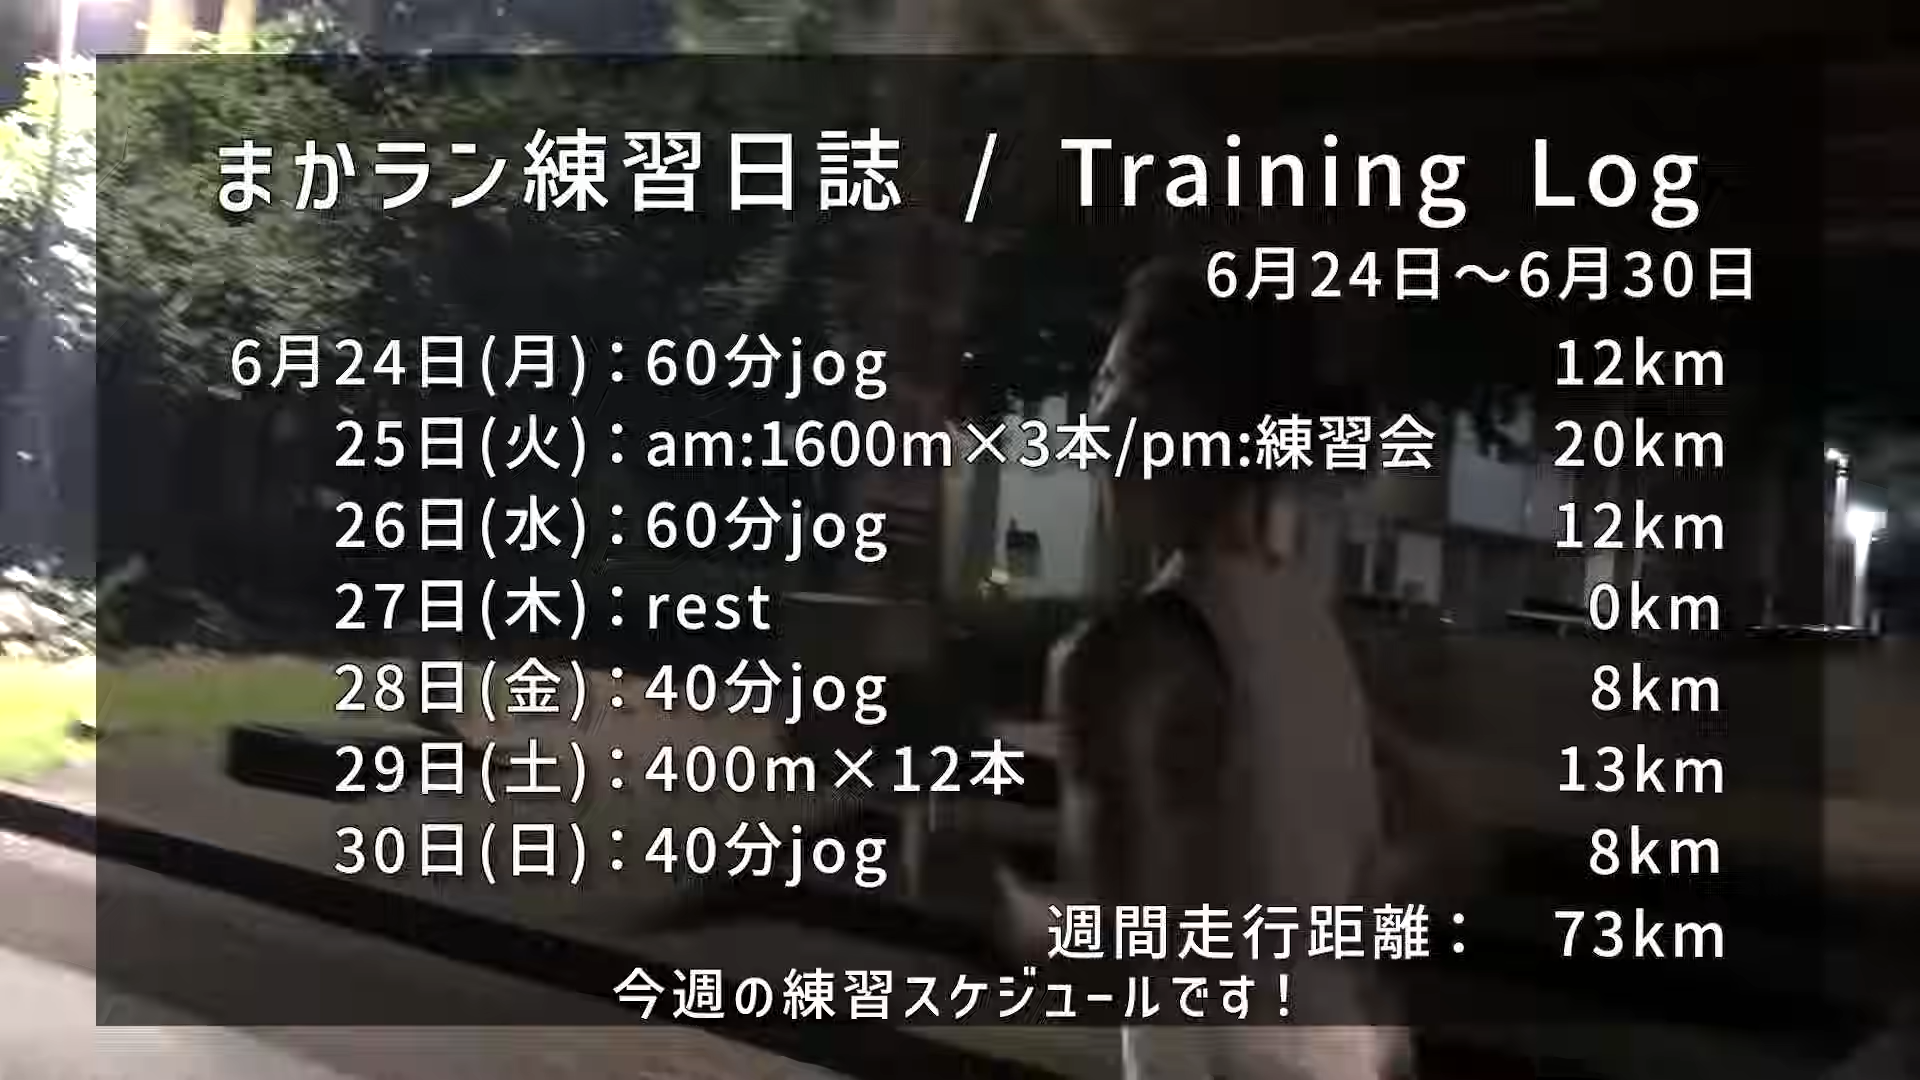 まかラン練習日誌 / Training Log
6月24日～6月30日
6月24日(月)：60分jog 12km
25日(火)：am:1600m×3本/pm:練習会 20km
26日(水)：60分jog 12km
27日(木)：rest 0km
28日(金)：40分jog 8km
29日(土)：400m×12本 13km
30日(日)：40分jog 8km
週間走行距離： 73km
今週の練習スケジュールです！